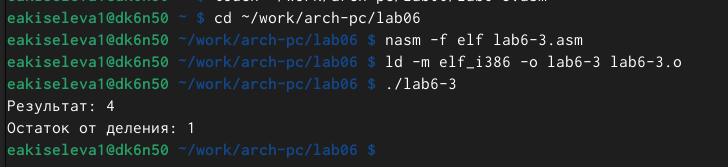 eakiseleva1@dk6n50 ~ $ cd ~/work/arch-pc/lab06
eakiseleva1@dk6n50 ~/work/arch-pc/lab06 $ nasm -f elf lab6-3.asm
eakiseleva1@dk6n50 ~/work/arch-pc/lab06 $ ld -m elf_i386 -o lab6-3 lab6-3.o
eakiseleva1@dk6n50 ~/work/arch-pc/lab06 $ ./lab6-3
Результат: 4
Остаток от деления: 1
eakiseleva1@dk6n50 ~/work/arch-pc/lab06 $